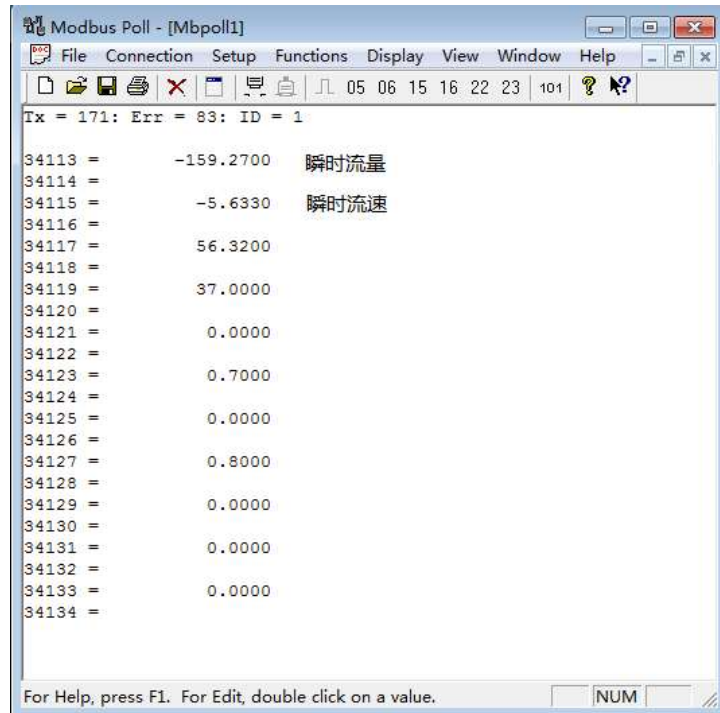 Modbus Poll - [Mbpoll1]
File Connection Setup Functions Display View Window Help
05 06 15 16 22 23 101
Tx = 171: Err = 83: ID = 1
34113 = -159.2700 瞬时流量
34114 =
34115 = -5.6330 瞬时流速
34116 =
34117 = 56.3200
34118 =
34119 = 37.0000
34120 =
34121 = 0.0000
34122 =
34123 = 0.7000
34124 =
34125 = 0.0000
34126 =
34127 = 0.8000
34128 =
34129 = 0.0000
34130 =
34131 = 0.0000
34132 =
34133 = 0.0000
34134 =
For Help, press F1. For Edit, double click on a value. NUM